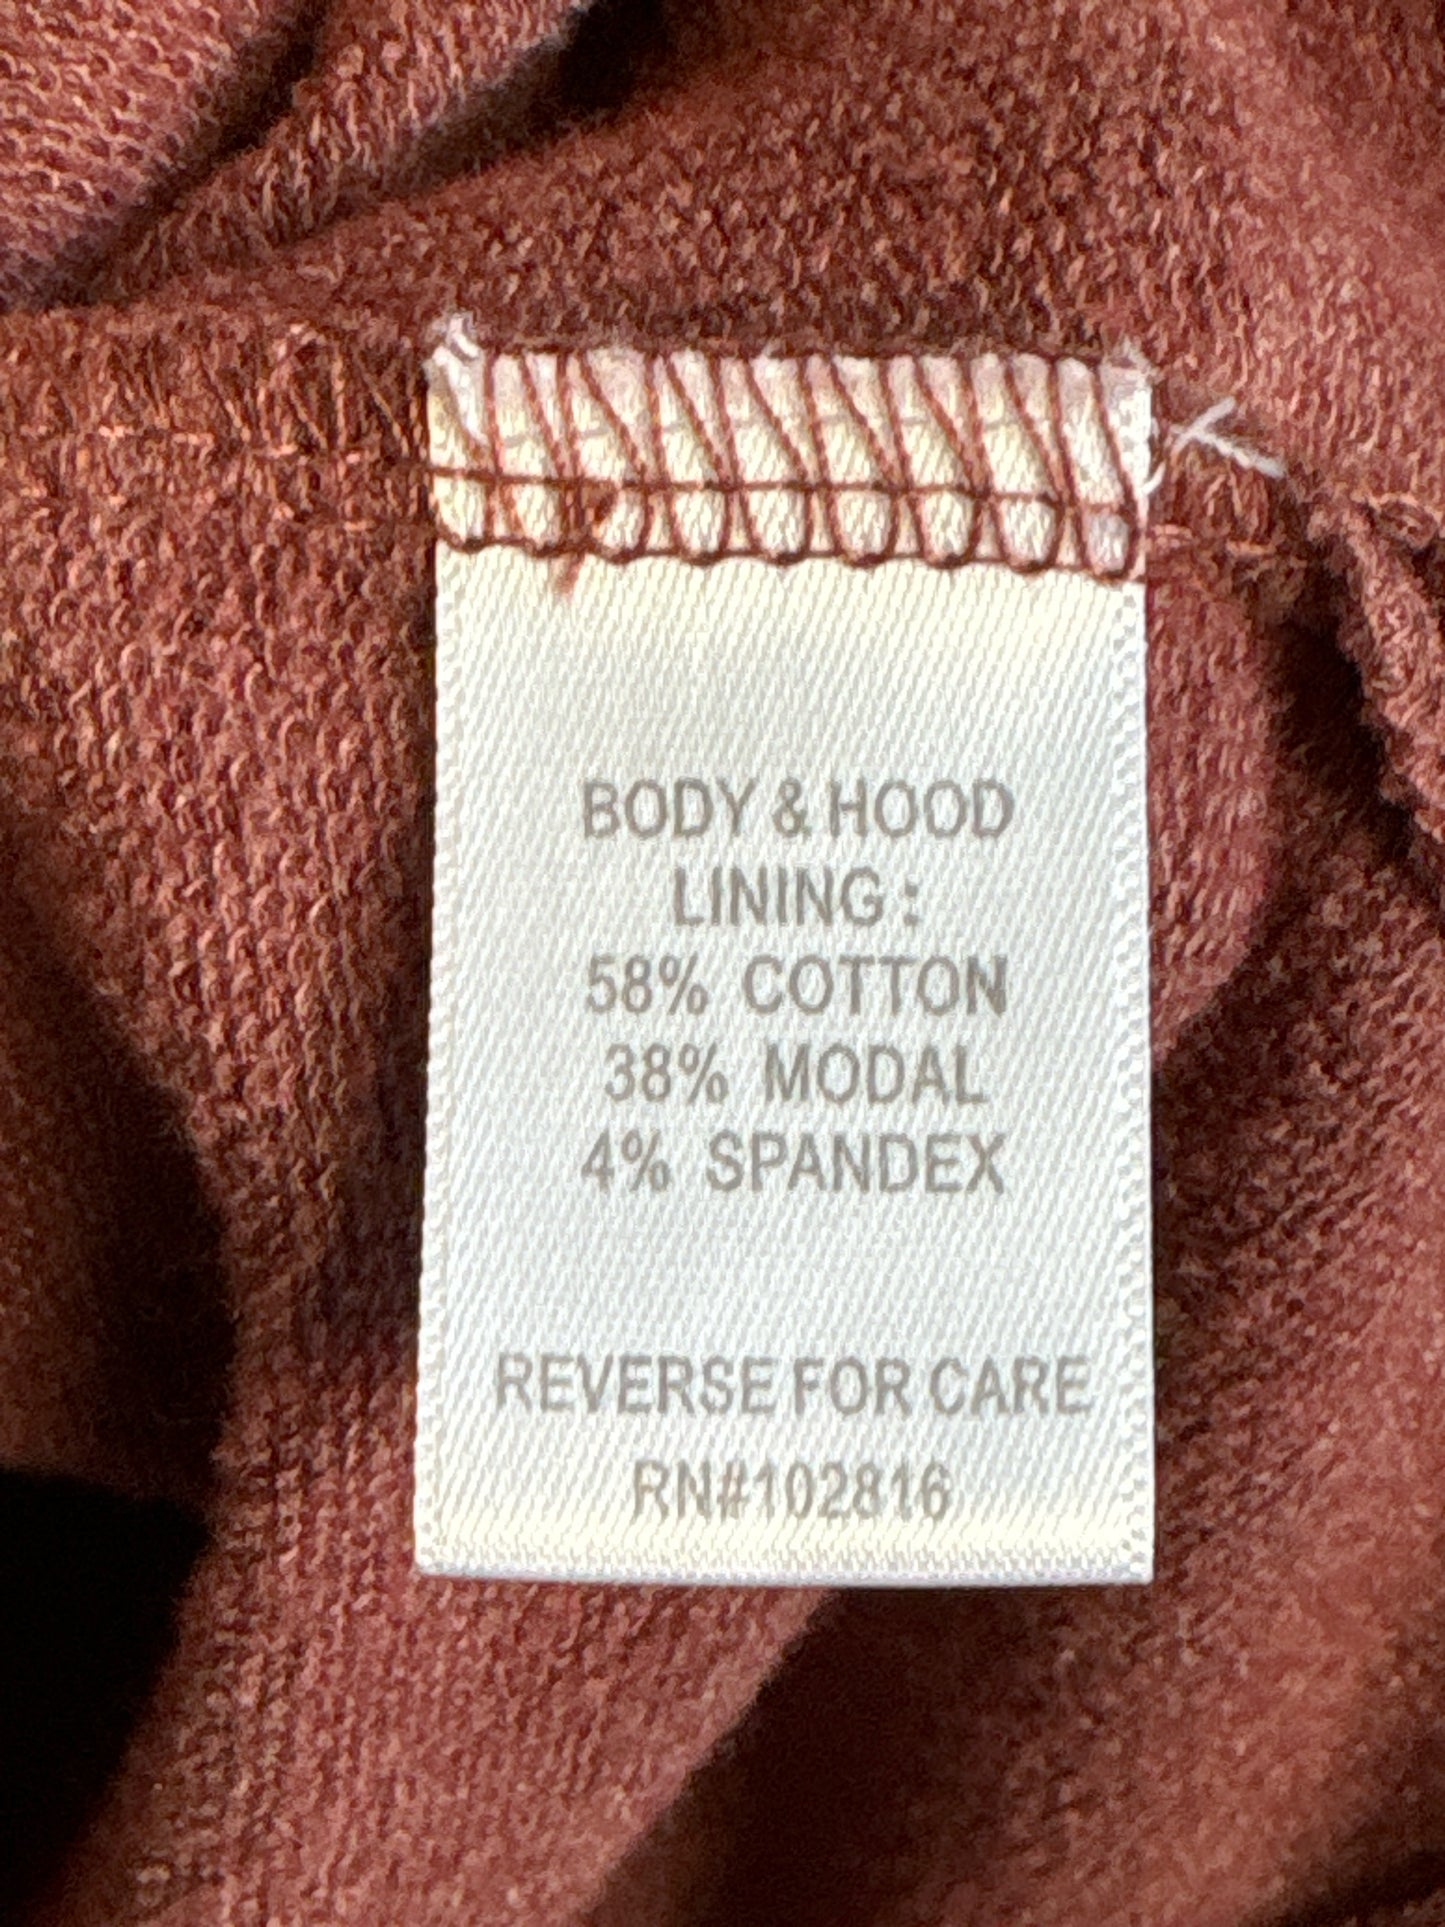 BODY & HOOD
LINING :
58% COTTON
38% MODAL
4% SPANDEX
REVERSE FOR CARE
RN#102816